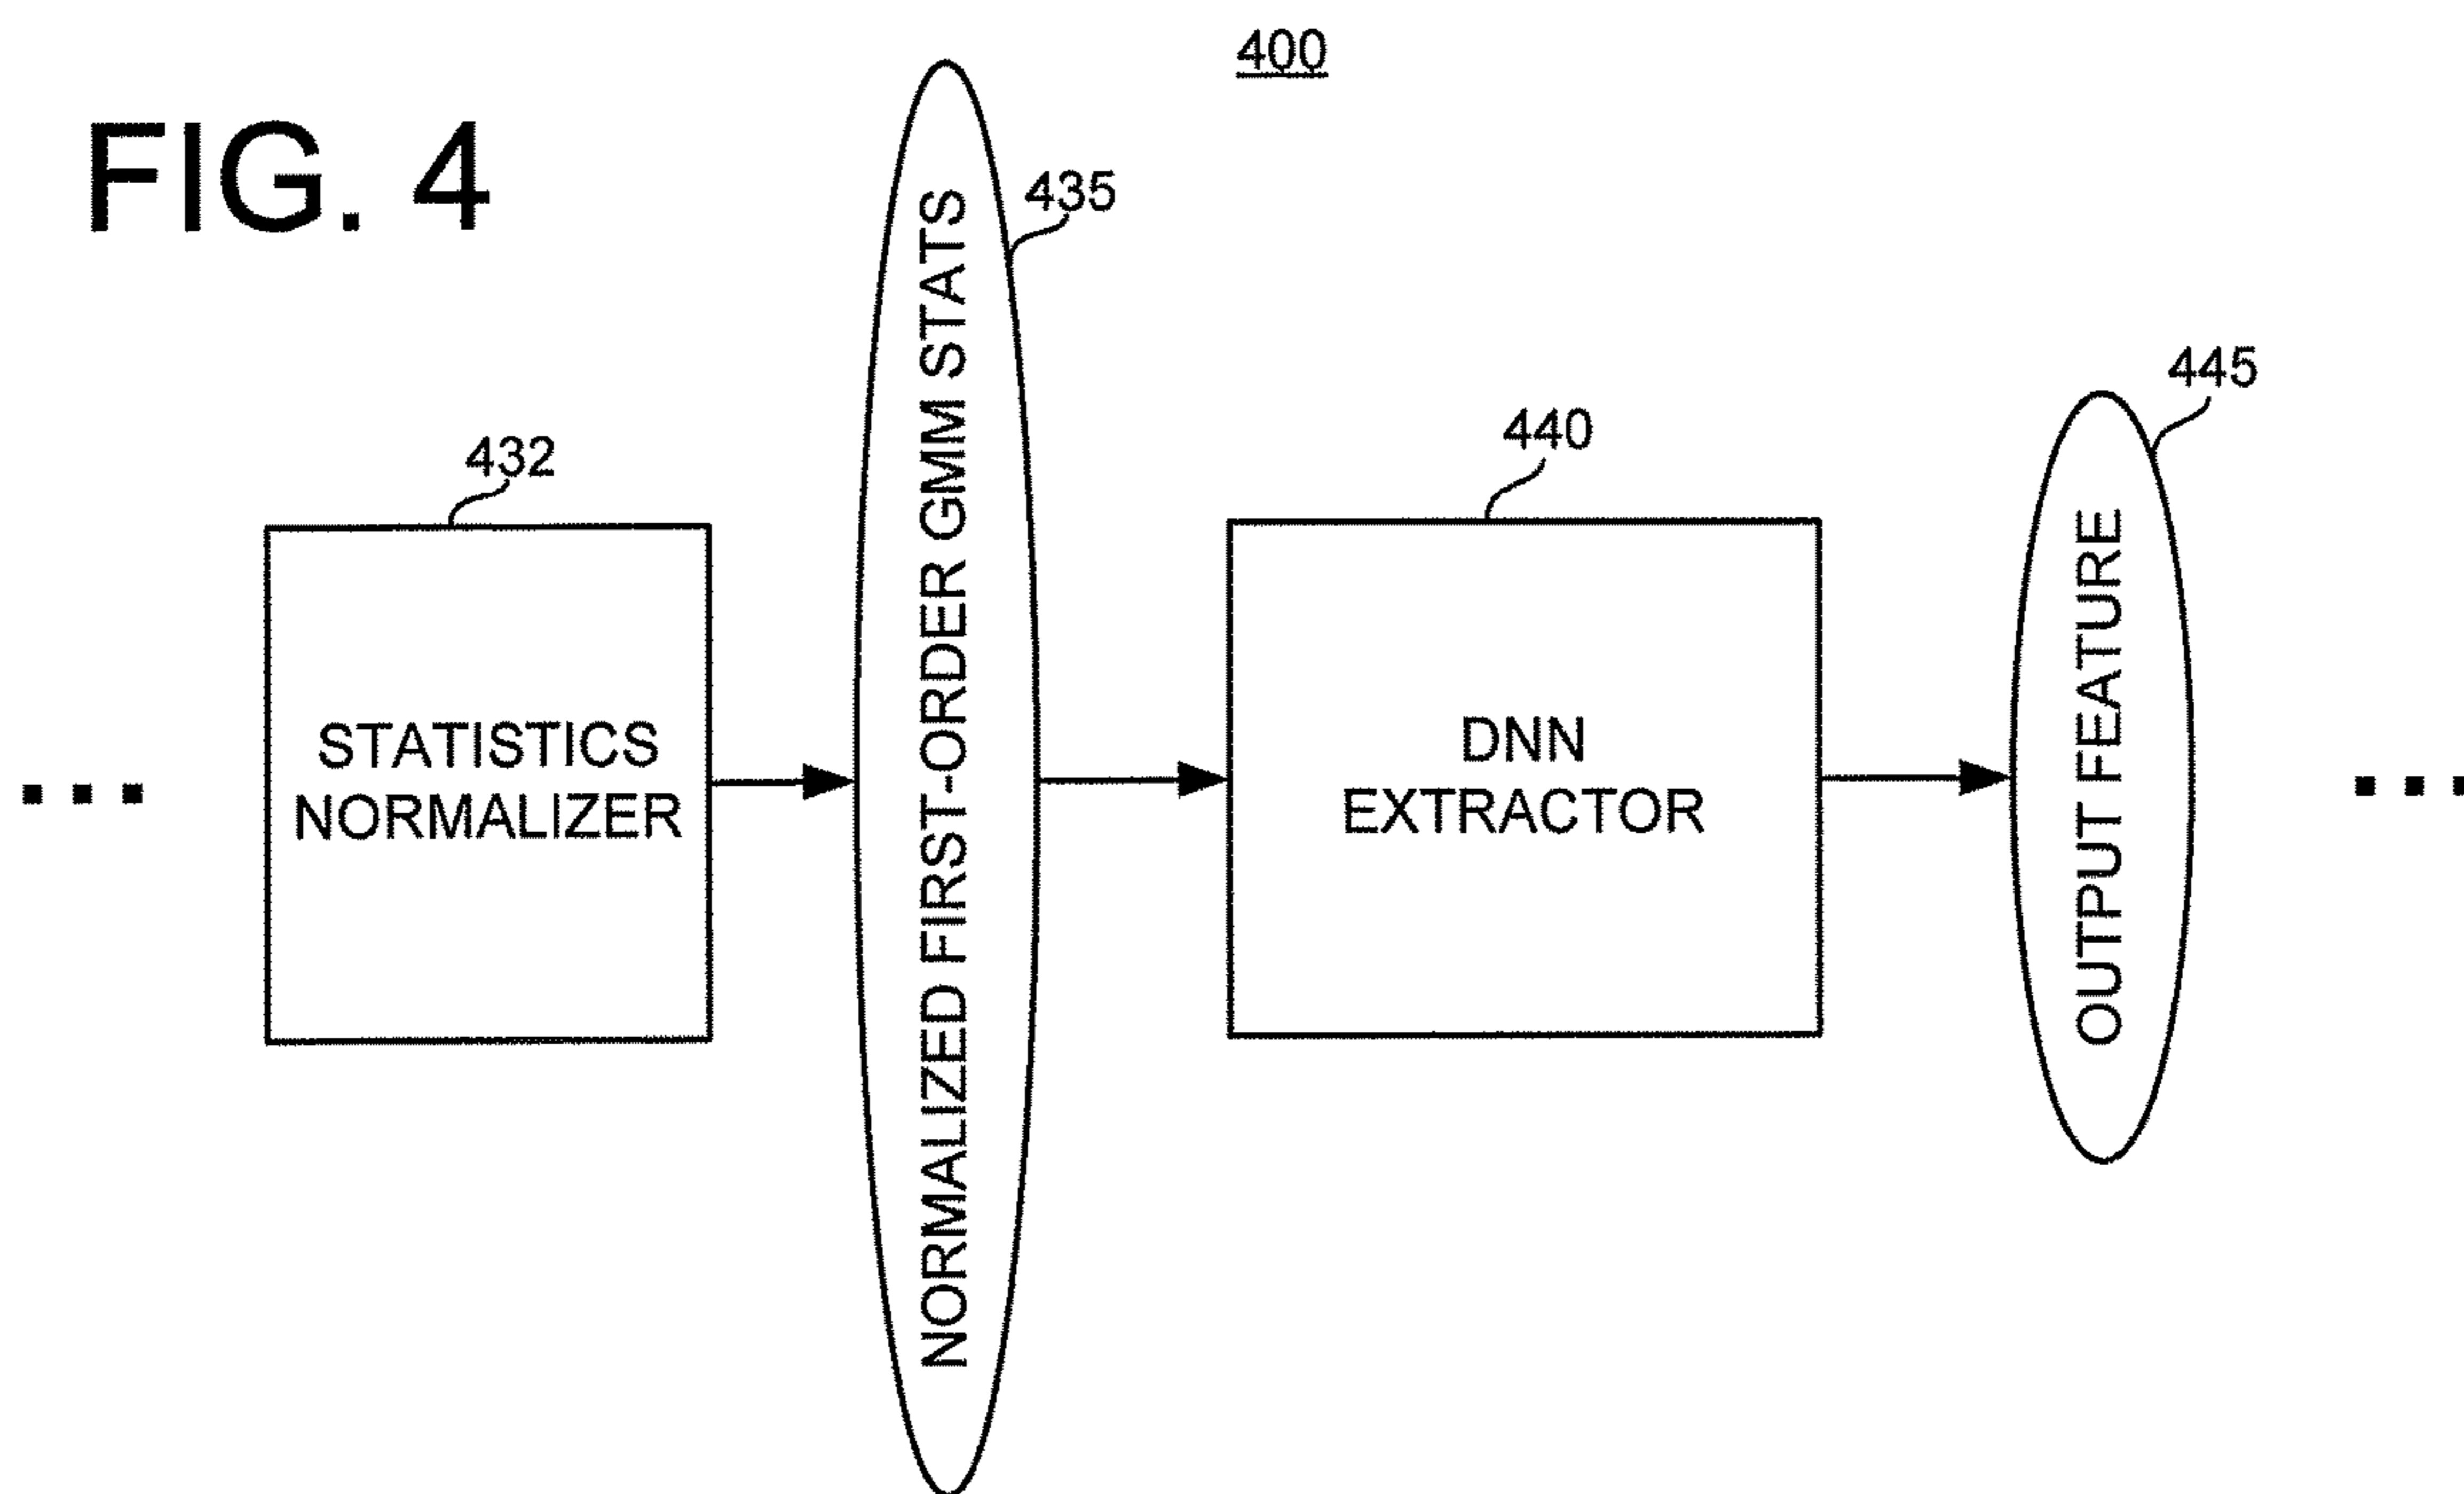 400
FIG. 4
435
NORMALIZED FIRST-ORDER GMM STATS
445
440
432
STATISTICS
NORMALIZER
DNN
EXTRACTOR
OUTPUT FEATURE